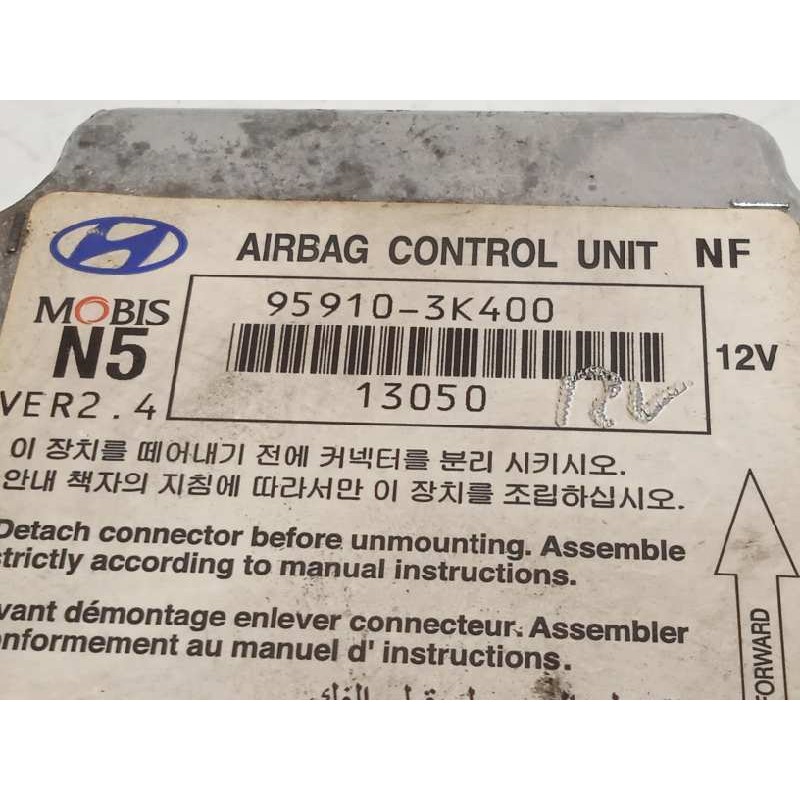 AIRBAG CONTROL UNIT NF
MOBIS
N5
VER2.4
95910-3K400
13050
12V
이 장치를 떼어내기 전에 커넥터를 분리 시키시오.
안내 책자의 지침에 따라서만 이 장치를 조립하십시오.
Detach connector before unmounting. Assemble
strictly according to manual instructions.
vant démontage enlever connecteur. Assembler
onformement au manuel d' instructions.
FORWARD